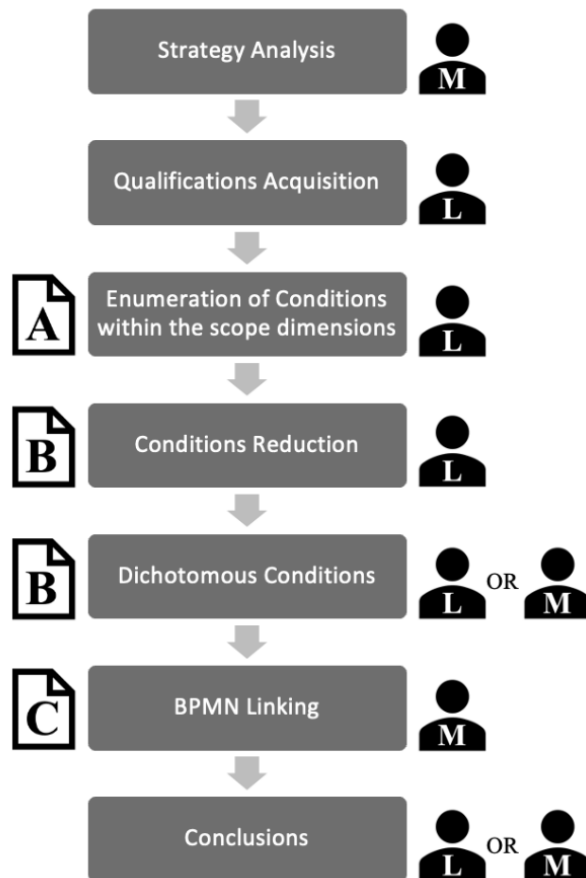 Strategy Analysis
M
Qualifications Acquisition
L
A
Enumeration of Conditions
within the scope dimensions
L
B
Conditions Reduction
L
B
Dichotomous Conditions
L OR M
C
BPMN Linking
M
Conclusions
L OR M